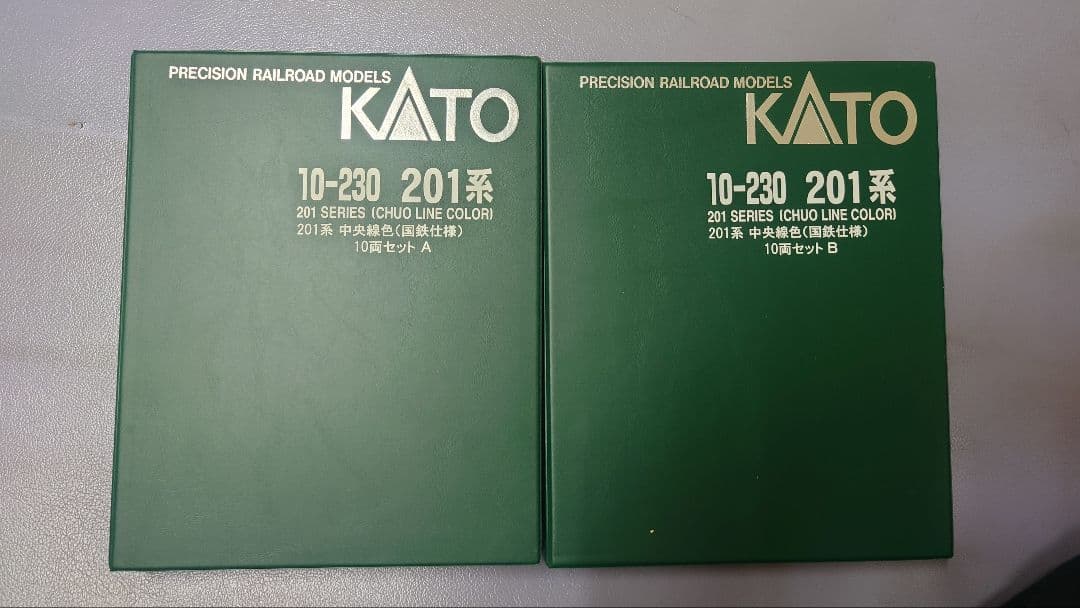 PRECISION RAILROAD MODELS
KATO
10-230 201系
201 SERIES (CHUO LINE COLOR)
201系 中央線色(国鉄仕様)
10両セット A
PRECISION RAILROAD MODELS
KATO
10-230 201系
201 SERIES (CHUO LINE COLOR)
201系 中央線色(国鉄仕様)
10両セット B